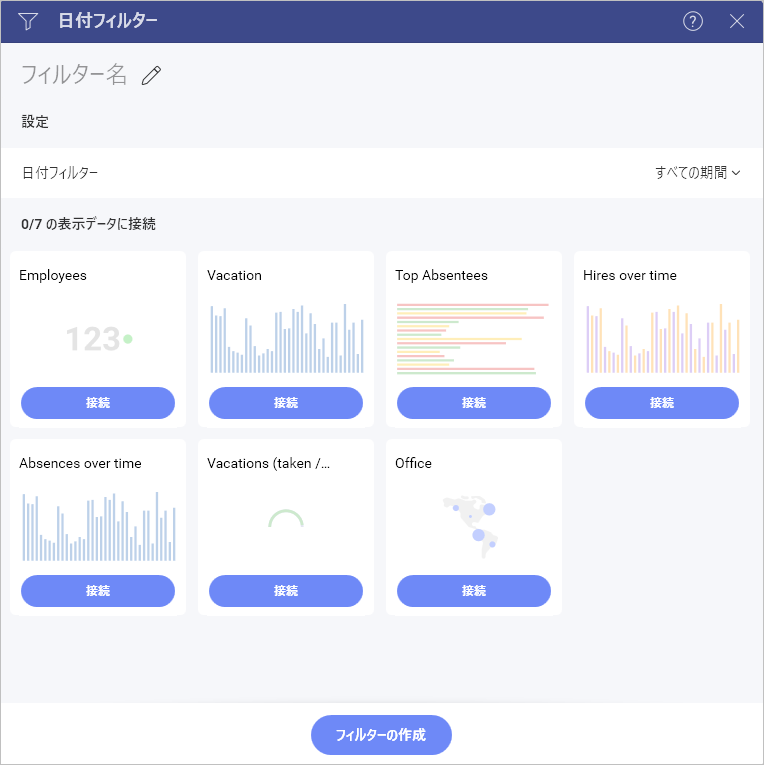 日付フィルター
フィルター名
設定
日付フィルター すべての期間
0/7 の表示データに接続
Employees Vacation Top Absentees Hires over time
123
接続 接続 接続 接続
Absences over time Vacations (taken /... Office
接続 接続 接続
フィルターの作成